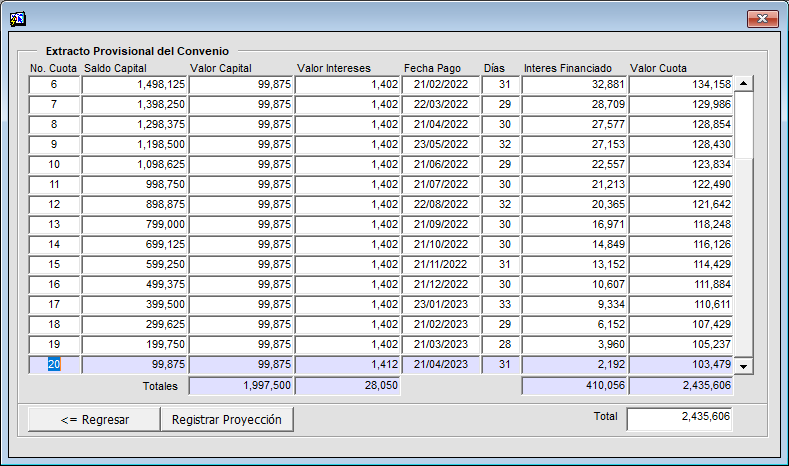 Extracto Provisional del Convenio
No. Cuota Saldo Capital Valor Capital Valor Intereses Fecha Pago Días Interes Financiado Valor Cuota
6 1,498,125 99,875 1,402 21/02/2022 31 32,881 134,158
7 1,398,250 99,875 1,402 22/03/2022 29 28,709 129,986
8 1,298,375 99,875 1,402 21/04/2022 30 27,577 128,854
9 1,198,500 99,875 1,402 23/05/2022 32 27,153 128,430
10 1,098,625 99,875 1,402 21/06/2022 29 22,557 123,834
11 998,750 99,875 1,402 21/07/2022 30 21,213 122,490
12 898,875 99,875 1,402 22/08/2022 32 20,365 121,642
13 799,000 99,875 1,402 21/09/2022 30 16,971 118,248
14 699,125 99,875 1,402 21/10/2022 30 14,849 116,126
15 599,250 99,875 1,402 21/11/2022 31 13,152 114,429
16 499,375 99,875 1,402 21/12/2022 30 10,607 111,884
17 399,500 99,875 1,402 23/01/2023 33 9,334 110,611
18 299,625 99,875 1,402 21/02/2023 29 6,152 107,429
19 199,750 99,875 1,402 21/03/2023 28 3,960 105,237
20 99,875 99,875 1,412 21/04/2023 31 2,192 103,479
Totales 1,997,500 28,050 410,056 2,435,606
<= Regresar Registrar Proyección Total 2,435,606